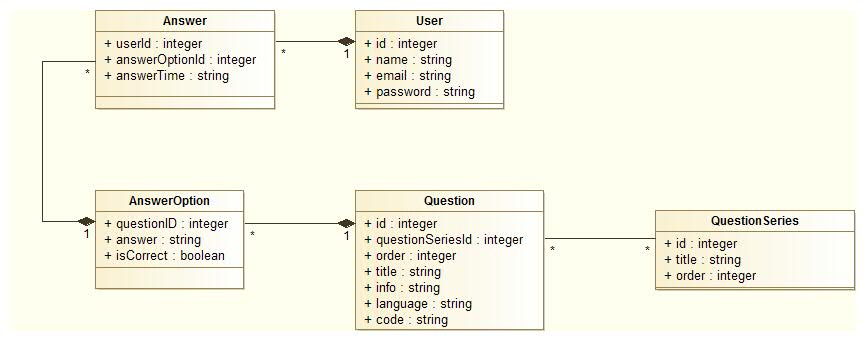 Answer
+ userId : integer
+ answerOptionId : integer
+ answerTime : string
*
*
1
User
+ id : integer
+ name : string
+ email : string
+ password : string
AnswerOption
+ questionID : integer
+ answer : string
+ isCorrect : boolean
1
*
1
Question
+ id : integer
+ questionSeriesId : integer
+ order : integer
+ title : string
+ info : string
+ language : string
+ code : string
*
*
QuestionSeries
+ id : integer
+ title : string
+ order : integer